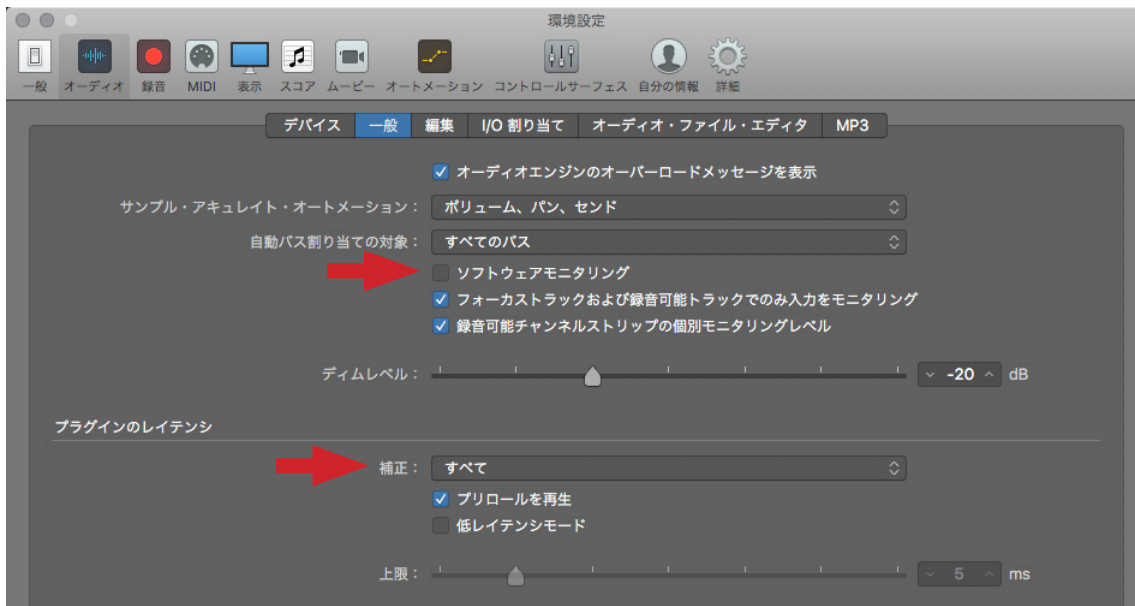 環境設定
一般 オーディオ 録音 MIDI 表示 スコア ムービー オートメーション コントロールサーフェス 自分の情報 詳細
デバイス 一般 編集 I/O 割り当て オーディオ・ファイル・エディタ MP3
オーディオエンジンのオーバーロードメッセージを表示
サンプル・アキュレイト・オートメーション： ボリューム、パン、センド
自動バス割り当ての対象： すべてのバス
ソフトウェアモニタリング
フォーカストラックおよび録音可能トラックでのみ入力をモニタリング
録音可能チャンネルストリップの個別モニタリングレベル
ディムレベル： -20 dB
プラグインのレイテンシ
補正： すべて
プリロールを再生
低レイテンシモード
上限： 5 ms